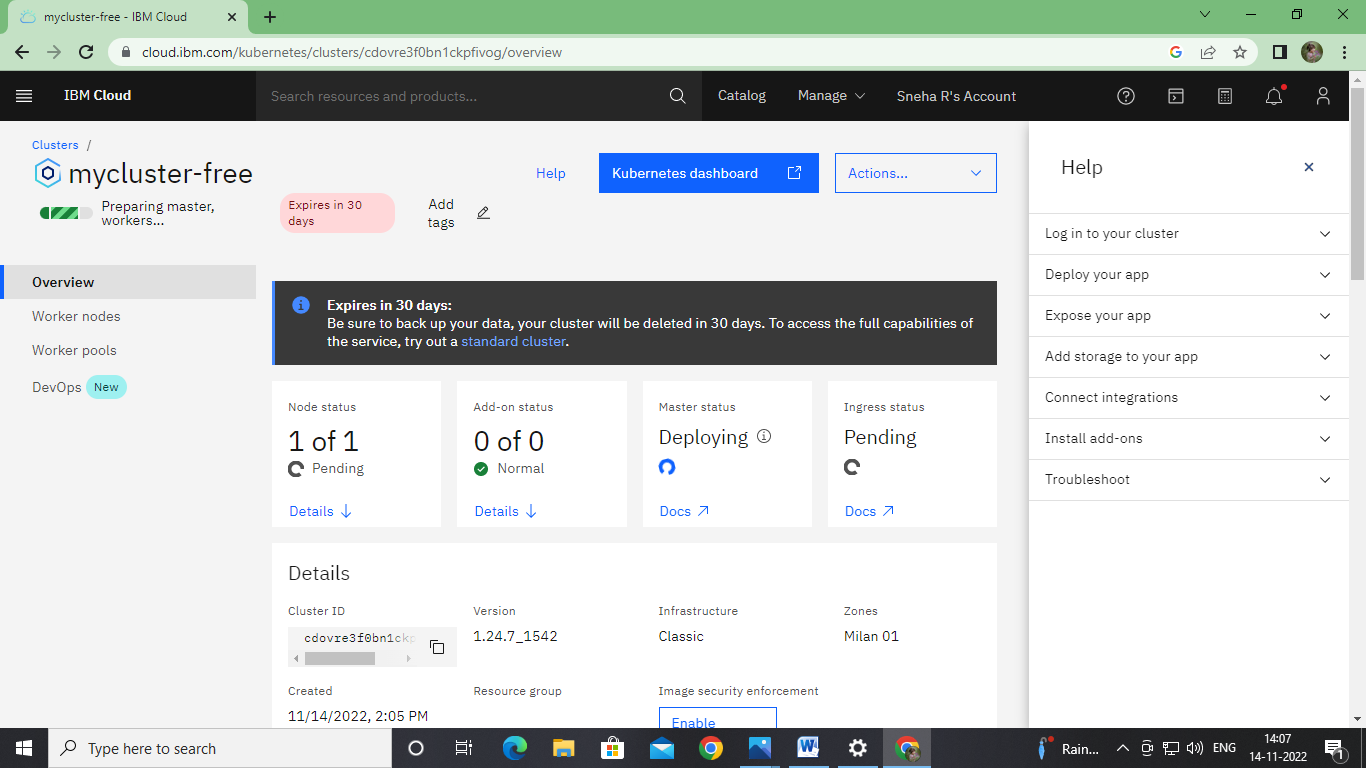 mycluster-free - IBM Cloud
cloud.ibm.com/kubernetes/clusters/cdovre3f0bn1ckpfivog/overview
IBM Cloud
Search resources and products...
Catalog
Manage
Sneha R's Account
Clusters /
mycluster-free
Preparing master,
workers...
Expires in 30
days
Add
tags
Help
Kubernetes dashboard
Actions...
Overview
Worker nodes
Worker pools
DevOps New
Expires in 30 days:
Be sure to back up your data, your cluster will be deleted in 30 days. To access the full capabilities of
the service, try out a standard cluster.
Node status
1 of 1
Pending
Details
Add-on status
0 of 0
Normal
Details
Master status
Deploying
Docs
Ingress status
Pending
Docs
Details
Cluster ID
cdovre3f0bn1ckp
Version
1.24.7_1542
Infrastructure
Classic
Zones
Milan 01
Created
11/14/2022, 2:05 PM
Resource group
Image security enforcement
Enable
Help
Log in to your cluster
Deploy your app
Expose your app
Add storage to your app
Connect integrations
Install add-ons
Troubleshoot
Type here to search
Rain...
ENG
14:07
14-11-2022
1